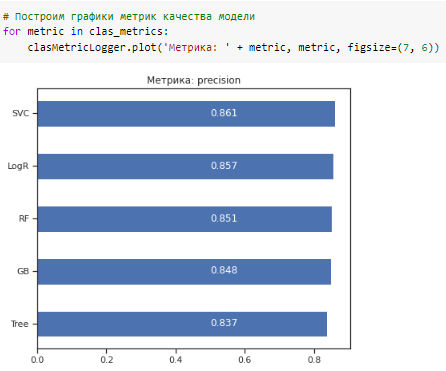 # Построим графики метрик качества модели
for metric in clas_metrics:
    clasMetricLogger.plot('Метрика: ' + metric, metric, figsize=(7, 6))
Метрика: precision
SVC 0.861
LogR 0.857
RF 0.851
GB 0.848
Tree 0.837
0.0 0.2 0.4 0.6 0.8